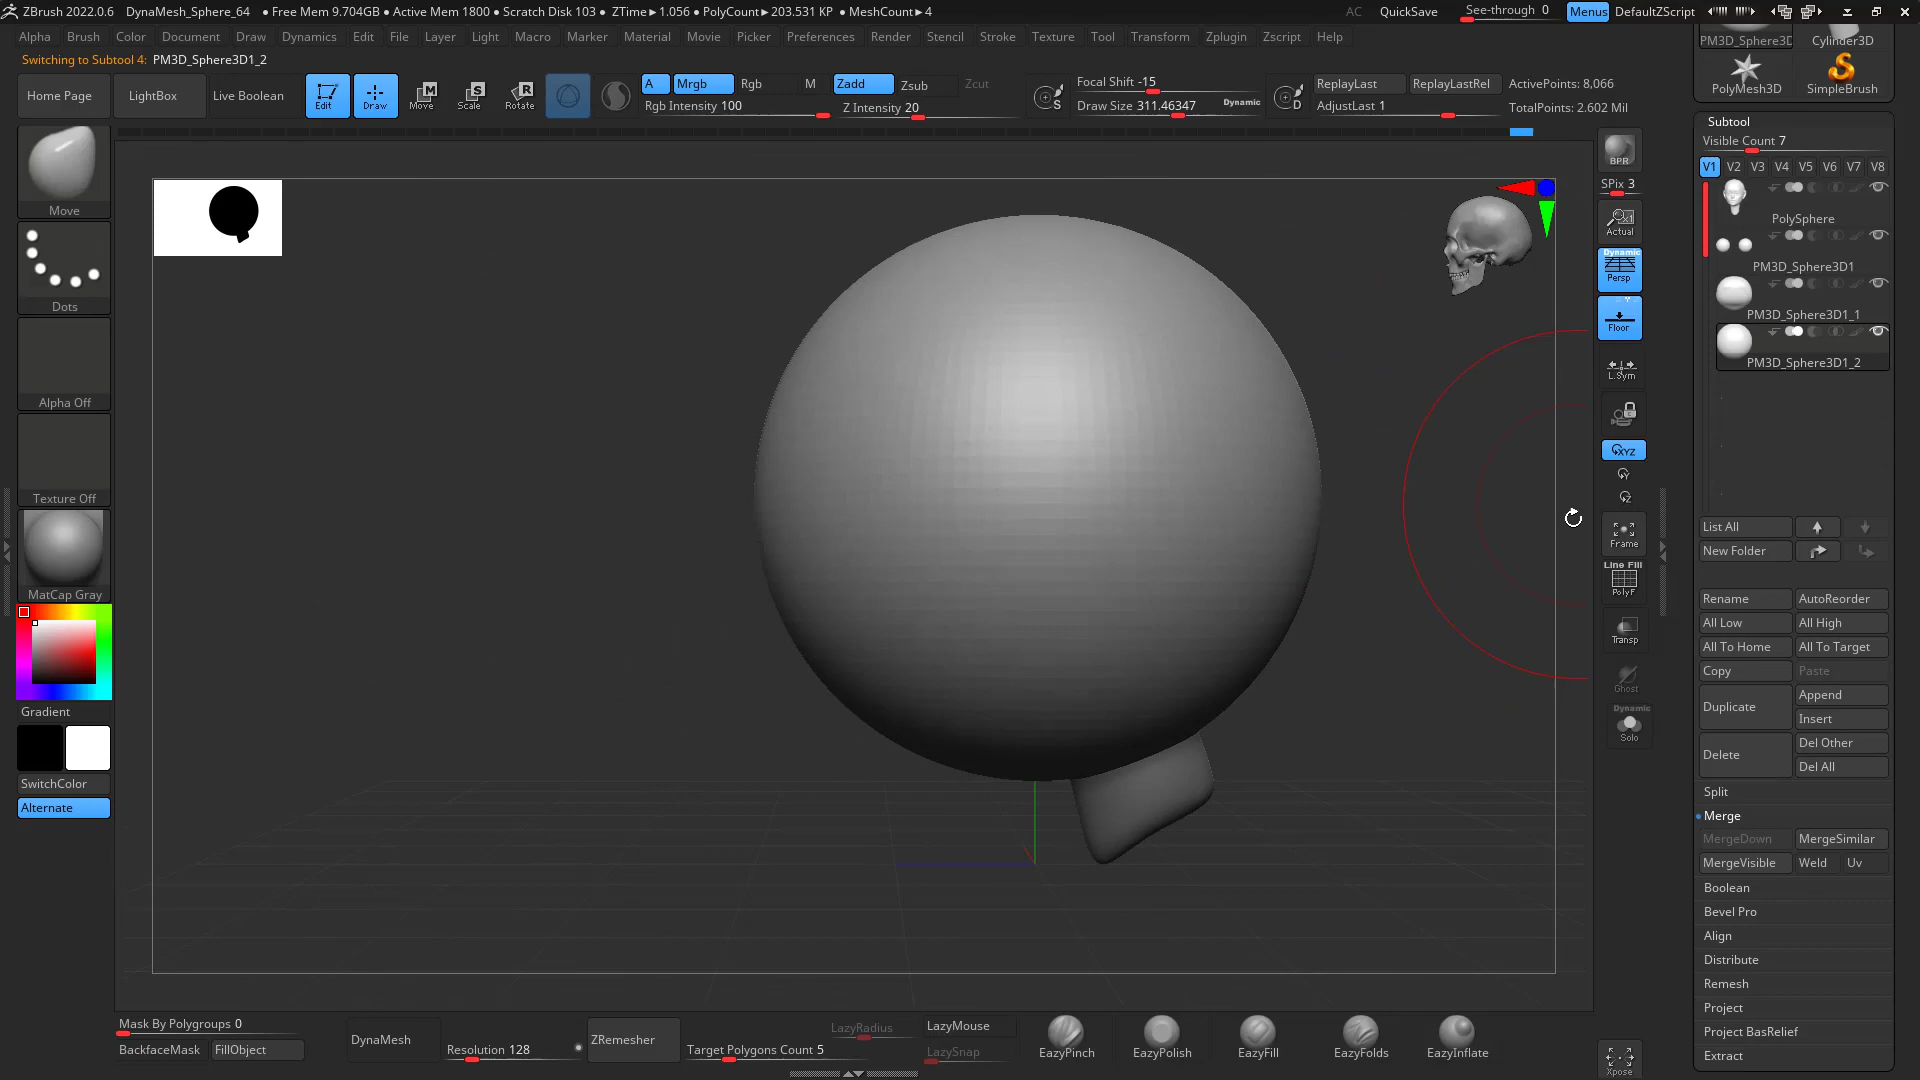 ZBrush 2022.0.6 DynaMesh_Sphere_64 • Free Mem 9.704GB • Active Mem 1800 • Scratch Disk 103 • ZTime▸1.056 • PolyCount▸203.531 KP • MeshCount▸4 AC QuickSave See-through 0 Menus DefaultZScript
Alpha Brush Color Document Draw Dynamics Edit File Layer Light Macro Marker Material Movie Picker Preferences Render Stencil Stroke Texture Tool Transform Zplugin Zscript Help
Switching to Subtool 4: PM3D_Sphere3D1_2
Home Page LightBox Live Boolean Edit Draw Move Scale Rotate
A Mrgb Rgb M Zadd Zsub Zcut
Rgb Intensity 100 Z Intensity 20
S Focal Shift -15
Draw Size 311.46347 Dynamic
D ReplayLast ReplayLastRel
AdjustLast 1
ActivePoints: 8,066
TotalPoints: 2.602 Mil
Move
Dots
Alpha Off
Texture Off
MatCap Gray
Gradient
SwitchColor
Alternate
BPR
SPix 3
Actual
Dynamic
Persp
Floor
L.Sym
XYZ
Y
Z
Frame
Line Fill
PolyF
Transp
Ghost
Dynamic
Solo
Xpose
PM3D_Sphere3D Cylinder3D
PolyMesh3D SimpleBrush
Subtool
Visible Count 7
V1 V2 V3 V4 V5 V6 V7 V8
PolySphere
PM3D_Sphere3D1
PM3D_Sphere3D1_1
PM3D_Sphere3D1_2
List All
New Folder
Rename AutoReorder
All Low All High
All To Home All To Target
Copy Paste
Duplicate Append
Insert
Delete Del Other
Del All
Split
Merge
MergeDown MergeSimilar
MergeVisible Weld Uv
Boolean
Bevel Pro
Align
Distribute
Remesh
Project
Project BasRelief
Extract
Mask By Polygroups 0
BackfaceMask FillObject
DynaMesh Resolution 128
ZRemesher Target Polygons Count 5
LazyRadius LazyMouse
LazySnap
EazyPinch EazyPolish EazyFill EazyFolds EazyInflate